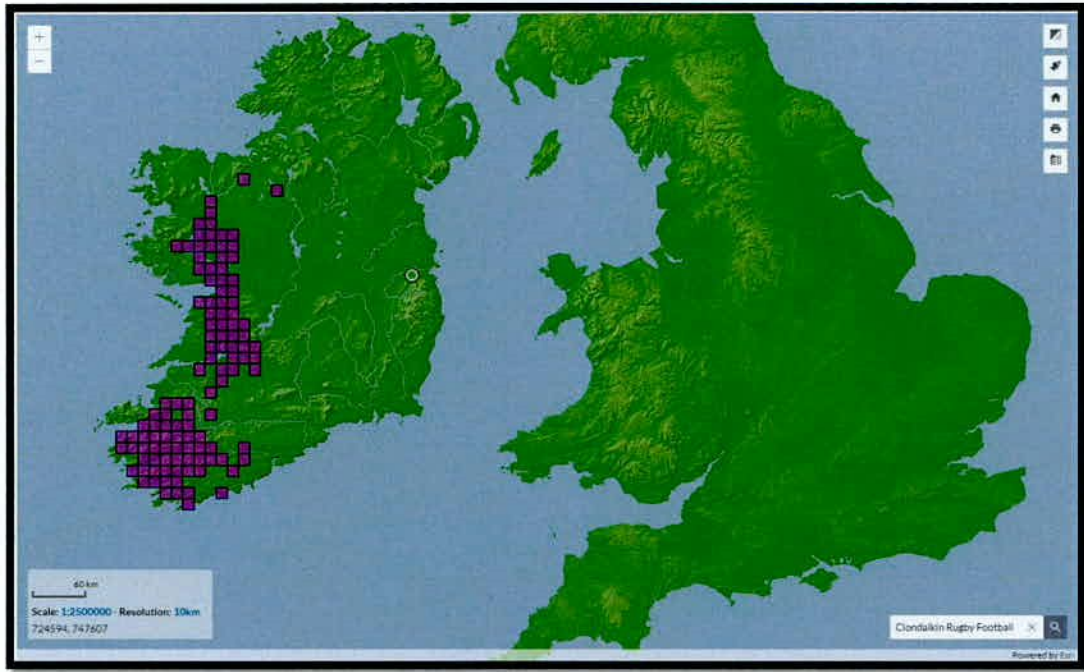 +
−
60 km
Scale: 1:2500000 - Resolution: 10km
724594, 747607
Clondalkin Rugby Football ×
Powered by Esri